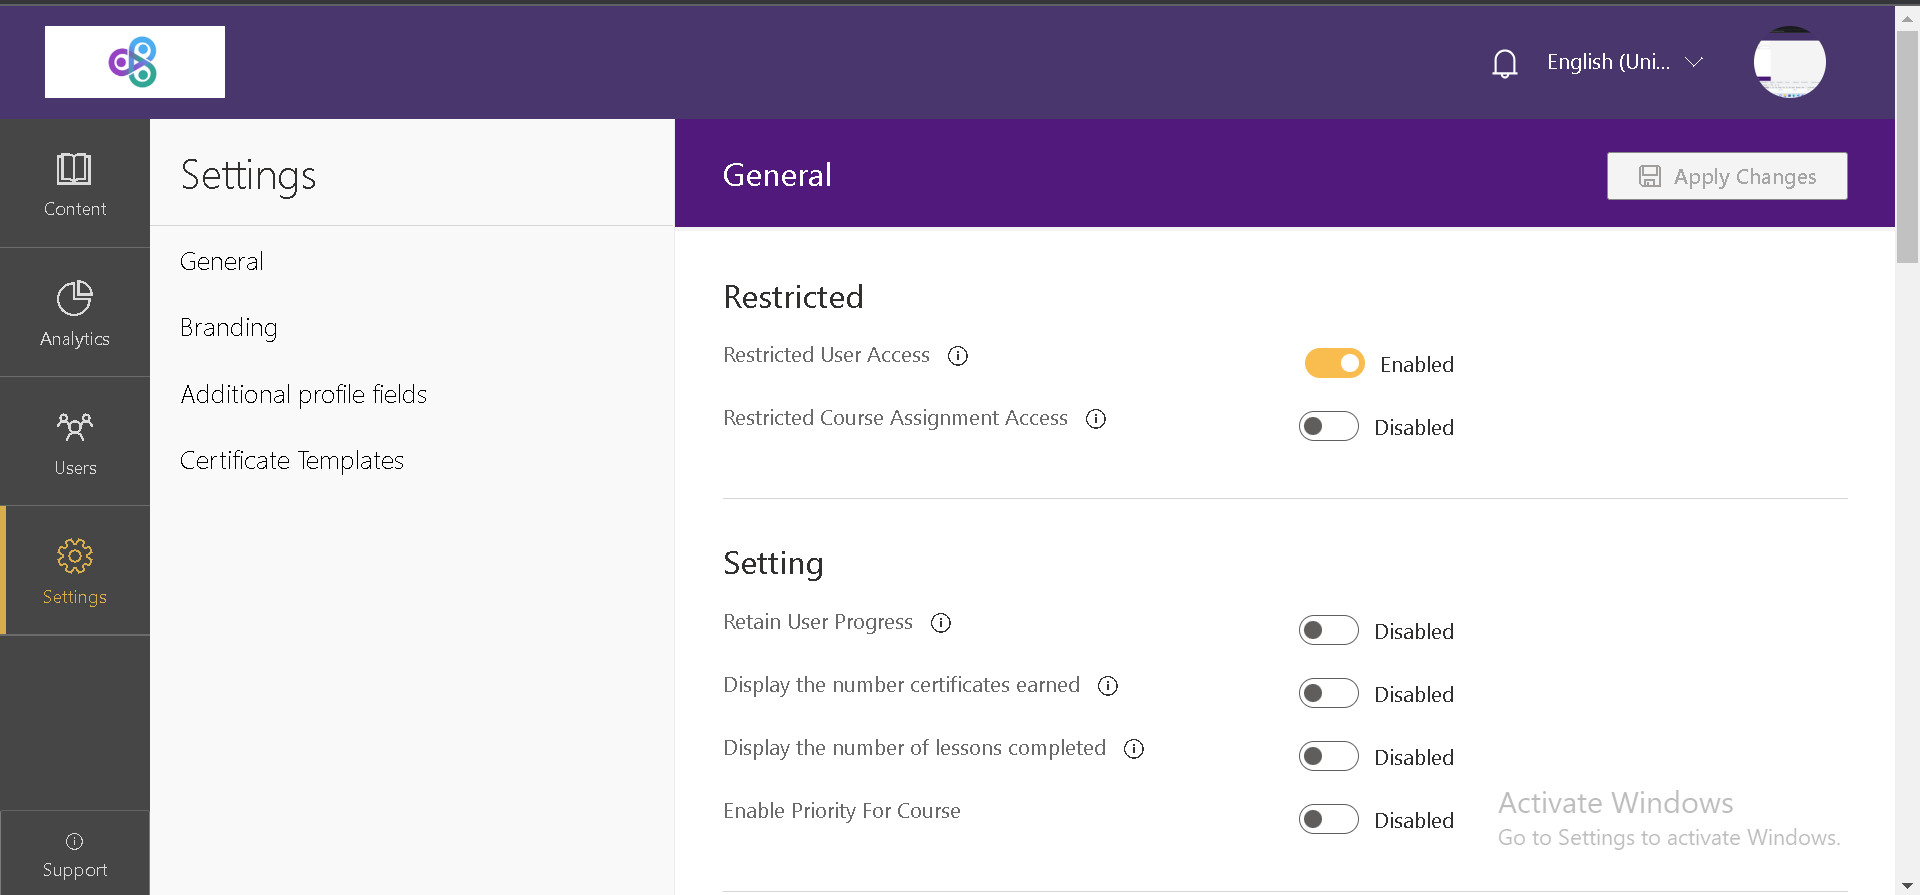 English (Uni...
Content
Analytics
Users
Settings
Support
Settings
General
Branding
Additional profile fields
Certificate Templates
General
Apply Changes
Restricted
Restricted User Access
Enabled
Restricted Course Assignment Access
Disabled
Setting
Retain User Progress
Disabled
Display the number certificates earned
Disabled
Display the number of lessons completed
Disabled
Enable Priority For Course
Disabled
Activate Windows
Go to Settings to activate Windows.